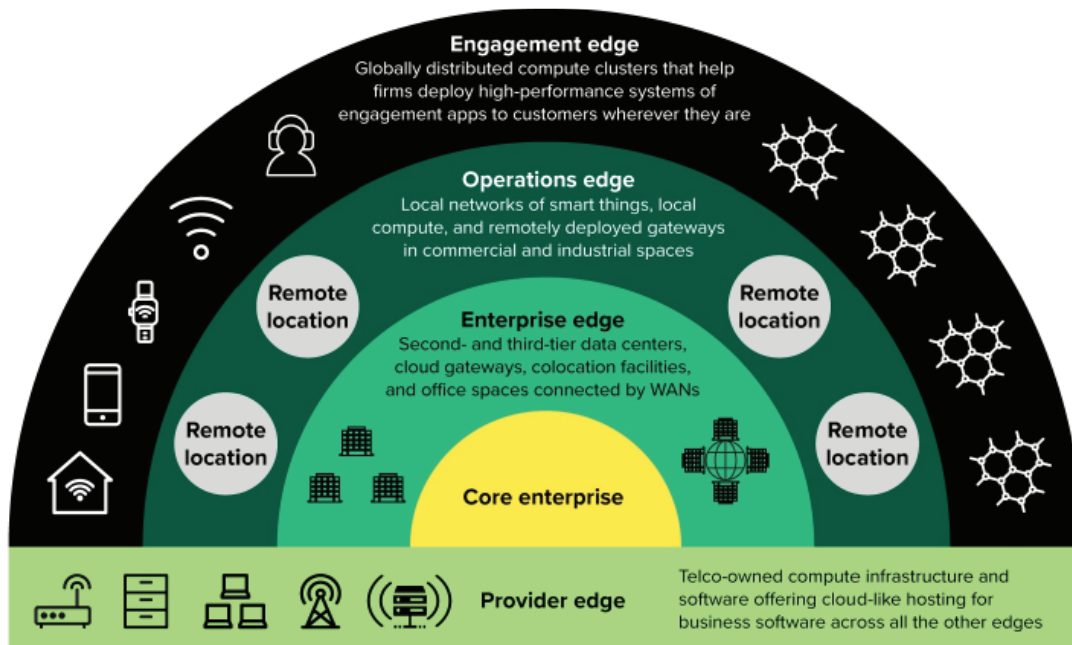 Engagement edge
Globally distributed compute clusters that help
firms deploy high-performance systems of
engagement apps to customers wherever they are
Operations edge
Local networks of smart things, local
compute, and remotely deployed gateways
in commercial and industrial spaces
Remote
location
Remote
location
Enterprise edge
Second- and third-tier data centers,
cloud gateways, colocation facilities,
and office spaces connected by WANs
Remote
location
Remote
location
Core enterprise
Provider edge
Telco-owned compute infrastructure and
software offering cloud-like hosting for
business software across all the other edges